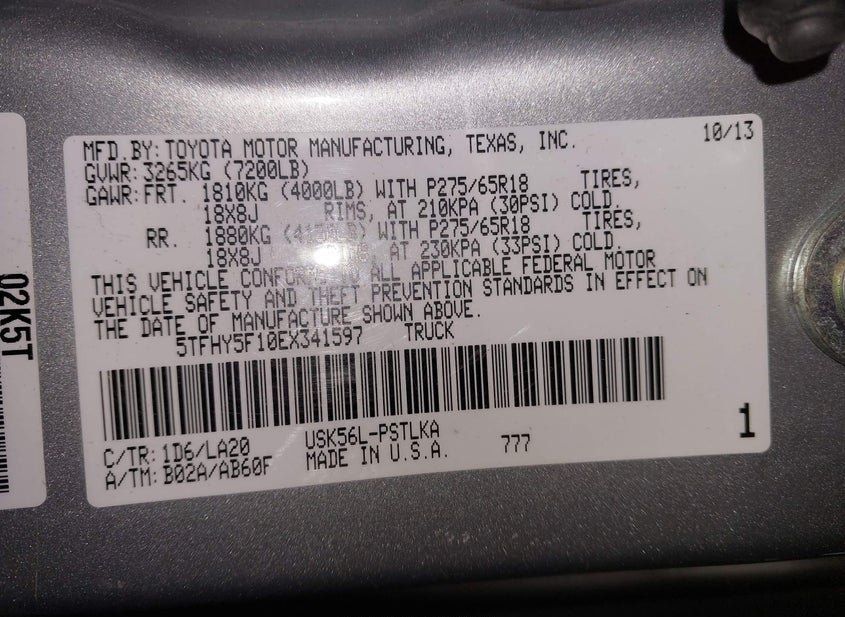 MFD.BY:TOYOTA MOTOR MANUFACTURING, TEXAS, INC. 10/13
GVWR:3265KG (7200LB)
GAWR:FRT. 1810KG (4000LB) WITH P275/65R18 TIRES,
18X8J RIMS, AT 210KPA (30PSI) COLD.
RR. 1880KG WITH P275/65R18 TIRES,
18X8J AT 230KPA (33PSI) COLD.
THIS VEHICLE CONFORMS TO ALL APPLICABLE FEDERAL MOTOR
VEHICLE SAFETY AND THEFT PREVENTION STANDARDS IN EFFECT ON
THE DATE OF MANUFACTURE SHOWN ABOVE.
5TFHY5F10EX341597 TRUCK
C/TR:1D6/LA20 USK56L-PSTLKA 777 1
A/TM:B02A/AB60F MADE IN U.S.A.
02K5T